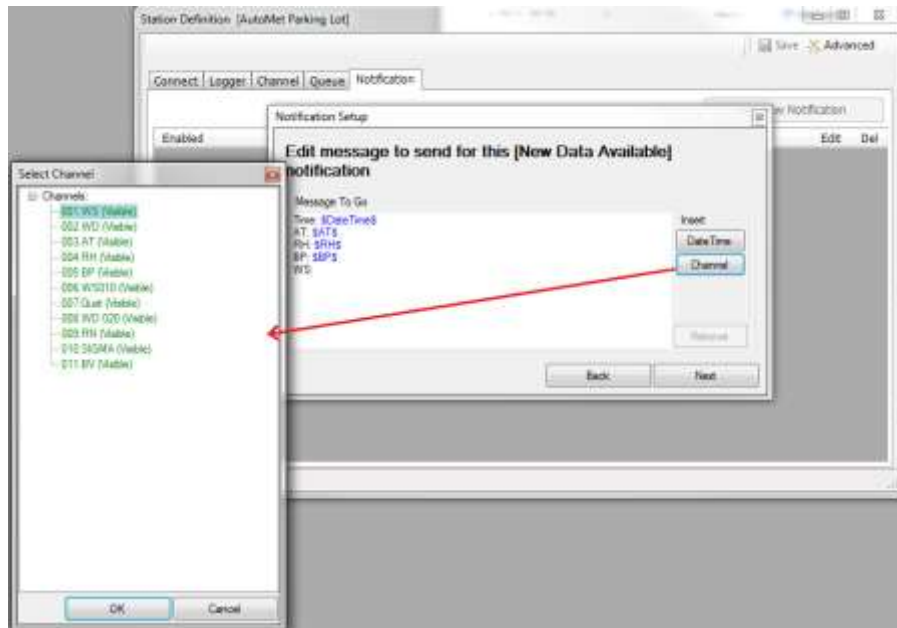 Station Definition [AutoMet Parking Lot]
Save Advanced
Connect Logger Channel Queue Notification
Notification
Enabled Edit Del
Notification Setup
Edit message to send for this [New Data Available]
notification
Message To Go
Time: $DateTime$
AT: $AT$
RH: $RH$
BP: $BP$
WS:
Insert
DateTime
Channel
Remove
Back Next
Select Channel
Channels:
001 WS (Visible)
002 WD (Visible)
003 AT (Visible)
004 RH (Visible)
005 BP (Visible)
006 WS010 (Visible)
007 (Visible)
008 WD 020 (Visible)
009 RN (Visible)
010 SIGMA (Visible)
011 BV (Visible)
OK Cancel